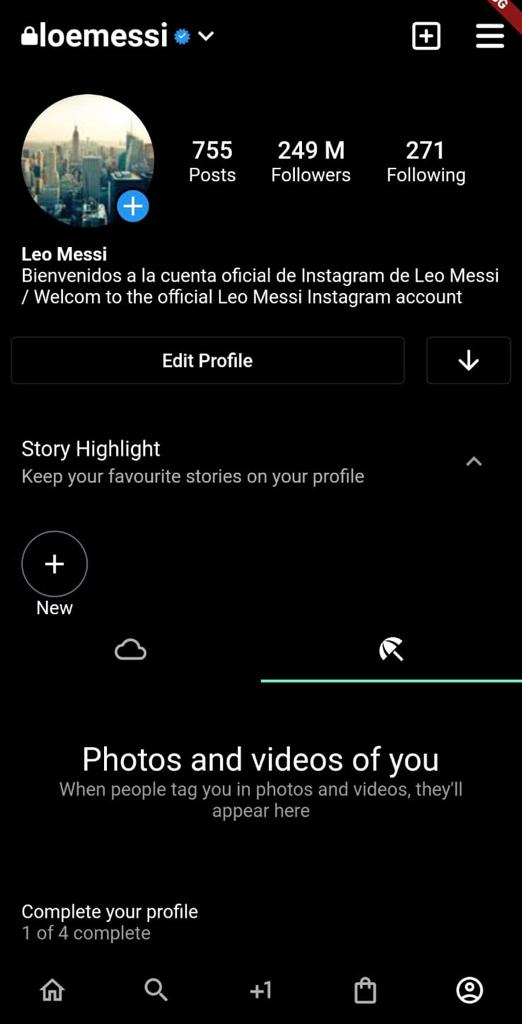 loemessi
755 249 M 271
Posts Followers Following
Leo Messi
Bienvenidos a la cuenta oficial de Instagram de Leo Messi
/ Welcom to the official Leo Messi Instagram account
Edit Profile
Story Highlight
Keep your favourite stories on your profile
New
Photos and videos of you
When people tag you in photos and videos, they'll
appear here
Complete your profile
1 of 4 complete
+1